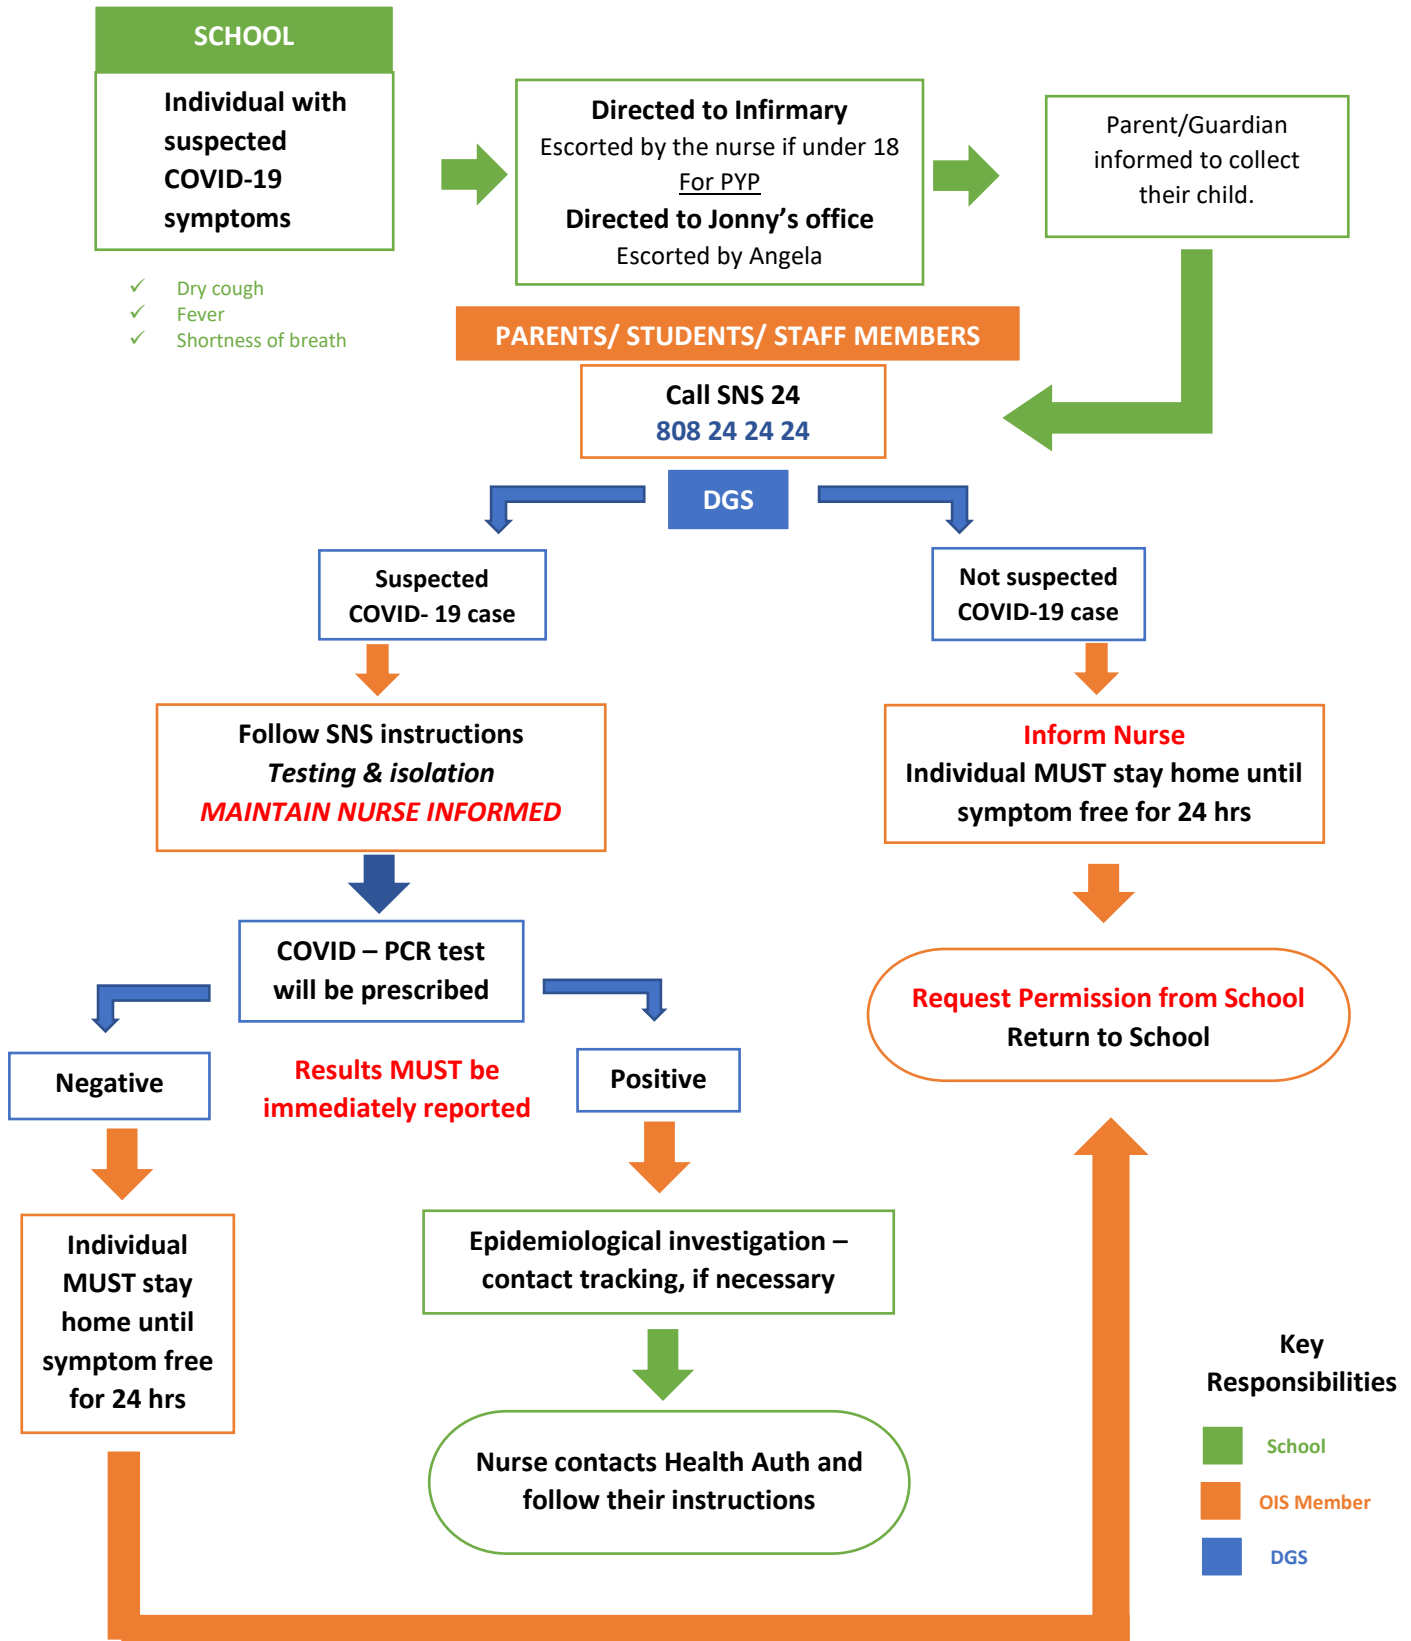 SCHOOL
Individual with
suspected
COVID-19
symptoms
✓ Dry cough
✓ Fever
✓ Shortness of breath
Directed to Infirmary
Escorted by the nurse if under 18
For PYP
Directed to Jonny's office
Escorted by Angela
Parent/Guardian
informed to collect
their child.
PARENTS/ STUDENTS/ STAFF MEMBERS
Call SNS 24
808 24 24 24
DGS
Suspected
COVID- 19 case
Not suspected
COVID-19 case
Follow SNS instructions
Testing & isolation
MAINTAIN NURSE INFORMED
Inform Nurse
Individual MUST stay home until
symptom free for 24 hrs
COVID – PCR test
will be prescribed
Request Permission from School
Return to School
Negative
Results MUST be
immediately reported
Positive
Individual
MUST stay
home until
symptom free
for 24 hrs
Epidemiological investigation –
contact tracking, if necessary
Nurse contacts Health Auth and
follow their instructions
Key
Responsibilities
School
OIS Member
DGS